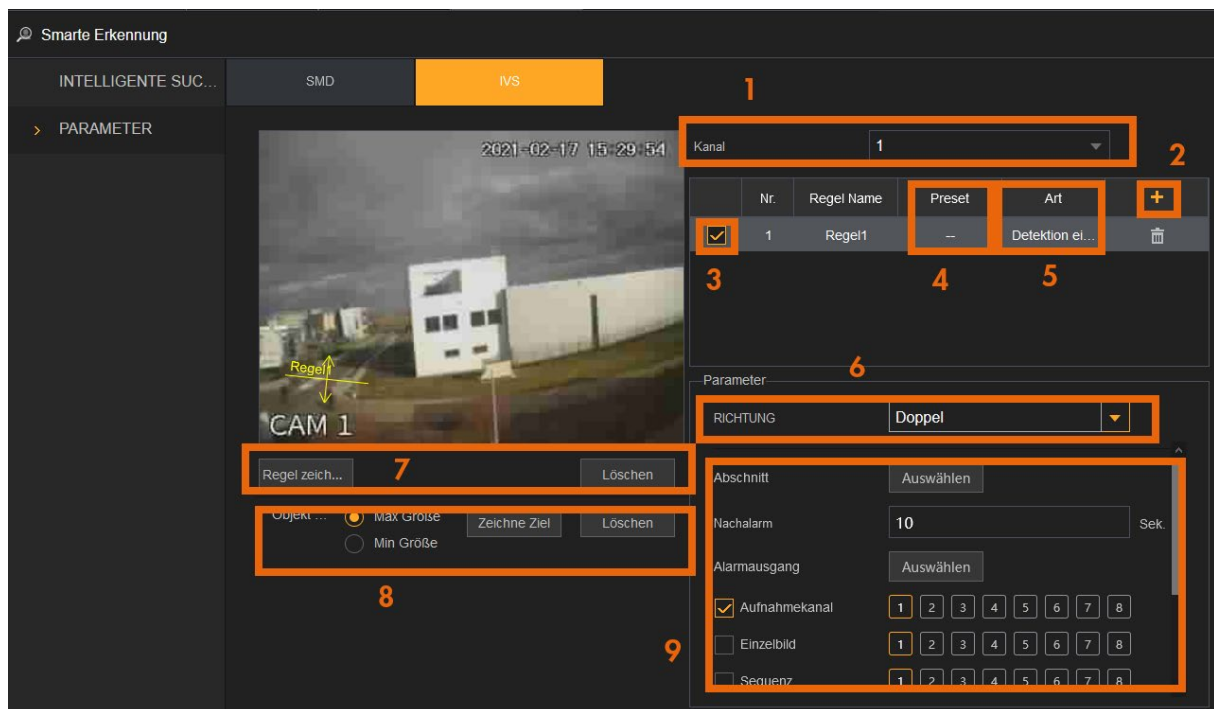 Smarte Erkennung
INTELLIGENTE SUC...
SMD
IVS
PARAMETER
1
2021-02-17 15:29:54
Kanal
1
2
Nr.
Regel Name
Preset
Art
+
1
Regel1
--
Detektion ei...
3
4
5
Regel1
CAM 1
6
Parameter
RICHTUNG
Doppel
Regel zeich...
7
Löschen
Abschnitt
Auswählen
Objekt ...
Max Größe
Zeichne Ziel
Löschen
Min Größe
Nachalarm
10
Sek.
8
Alarmausgang
Auswählen
Aufnahmekanal
1 2 3 4 5 6 7 8
9
Einzelbild
1 2 3 4 5 6 7 8
Sequenz
1 2 3 4 5 6 7 8